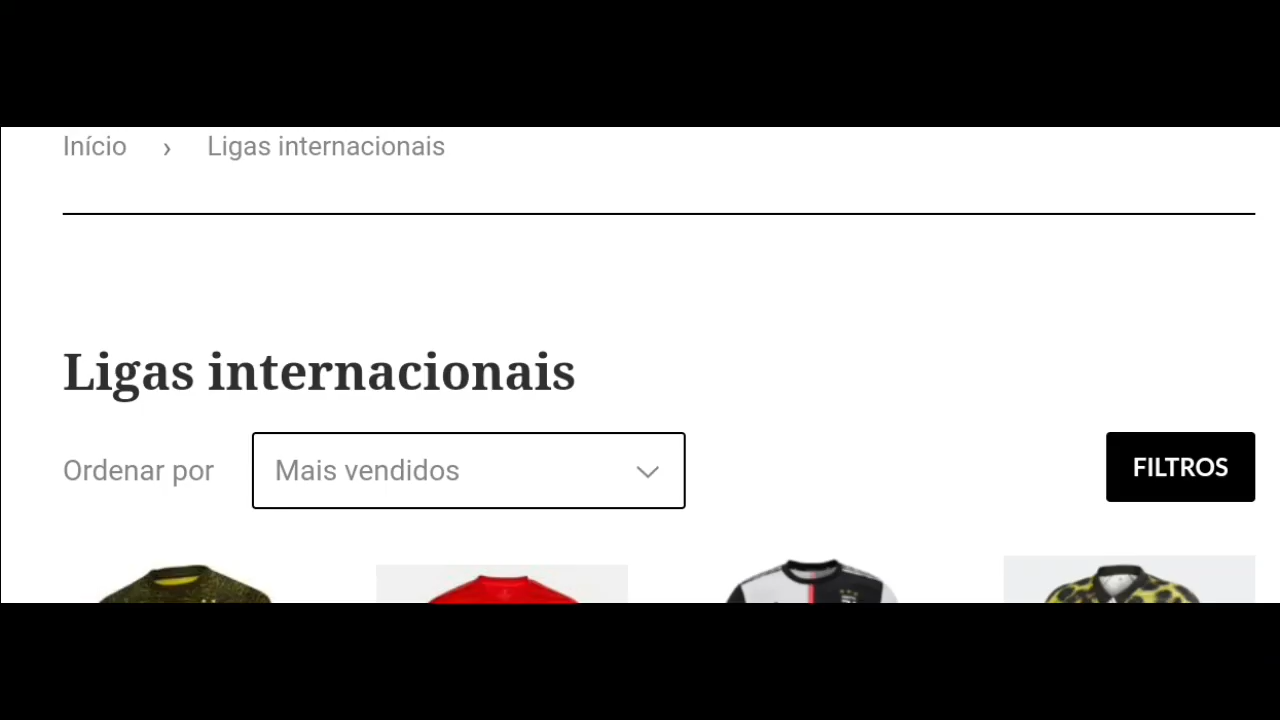 Início › Ligas internacionais
Ligas internacionais
Ordenar por Mais vendidos FILTROS